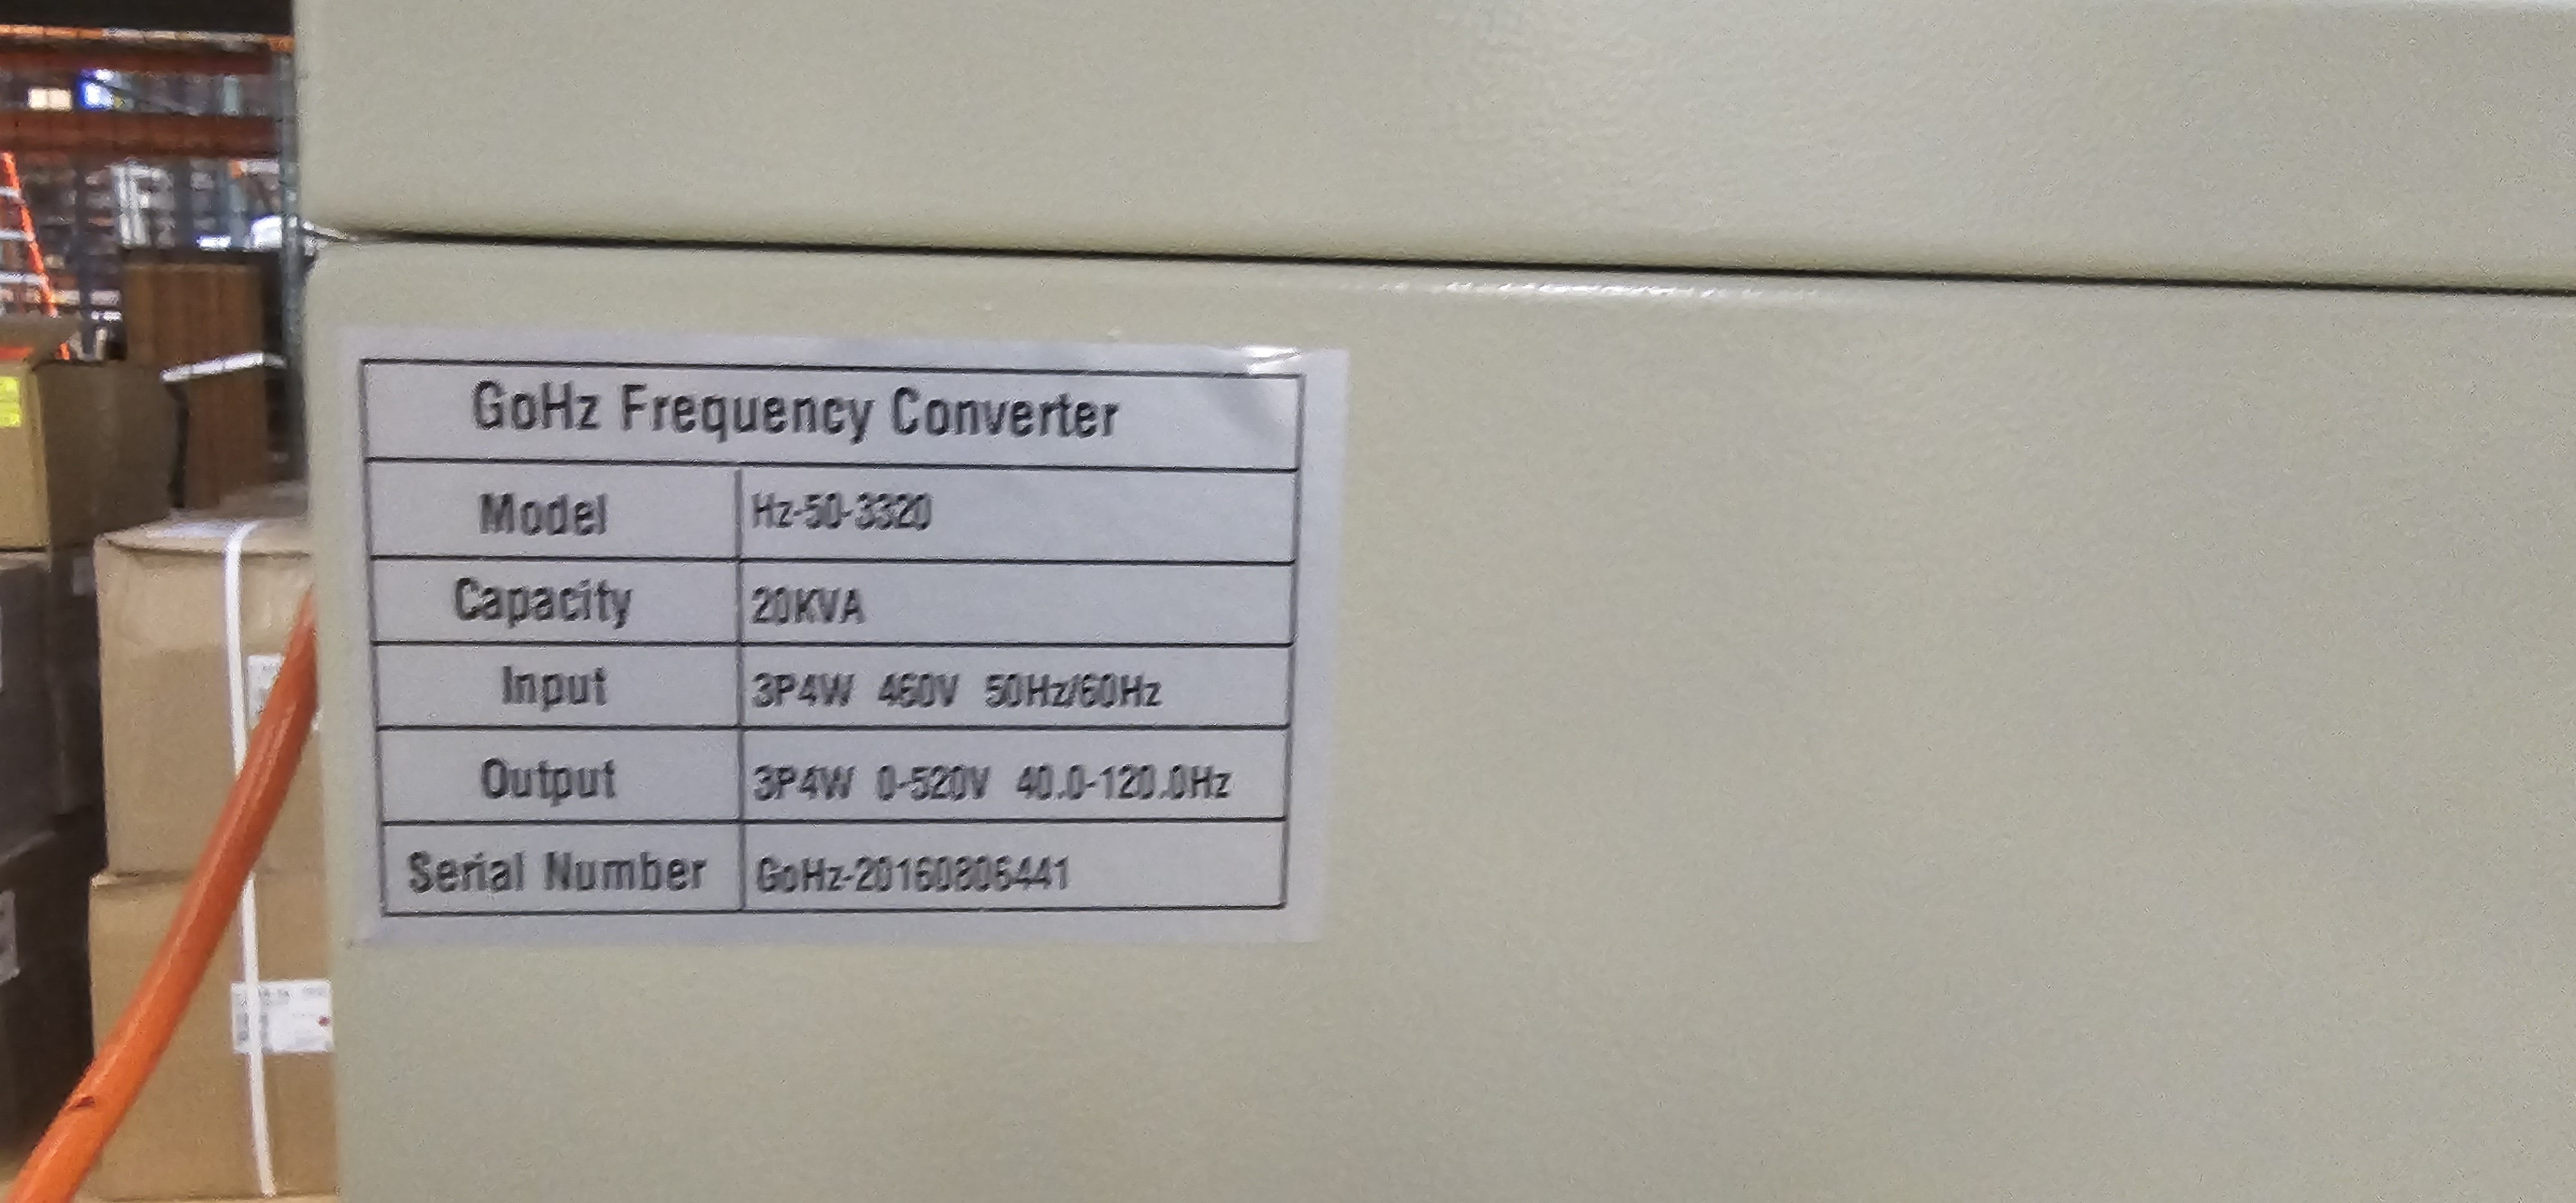 GoHz Frequency Converter
Model Hz-50-3320
Capacity 20KVA
Input 3P4W 460V 50Hz/60Hz
Output 3P4W 0-520V 40.0-120.0Hz
Serial Number GoHz-20160806441